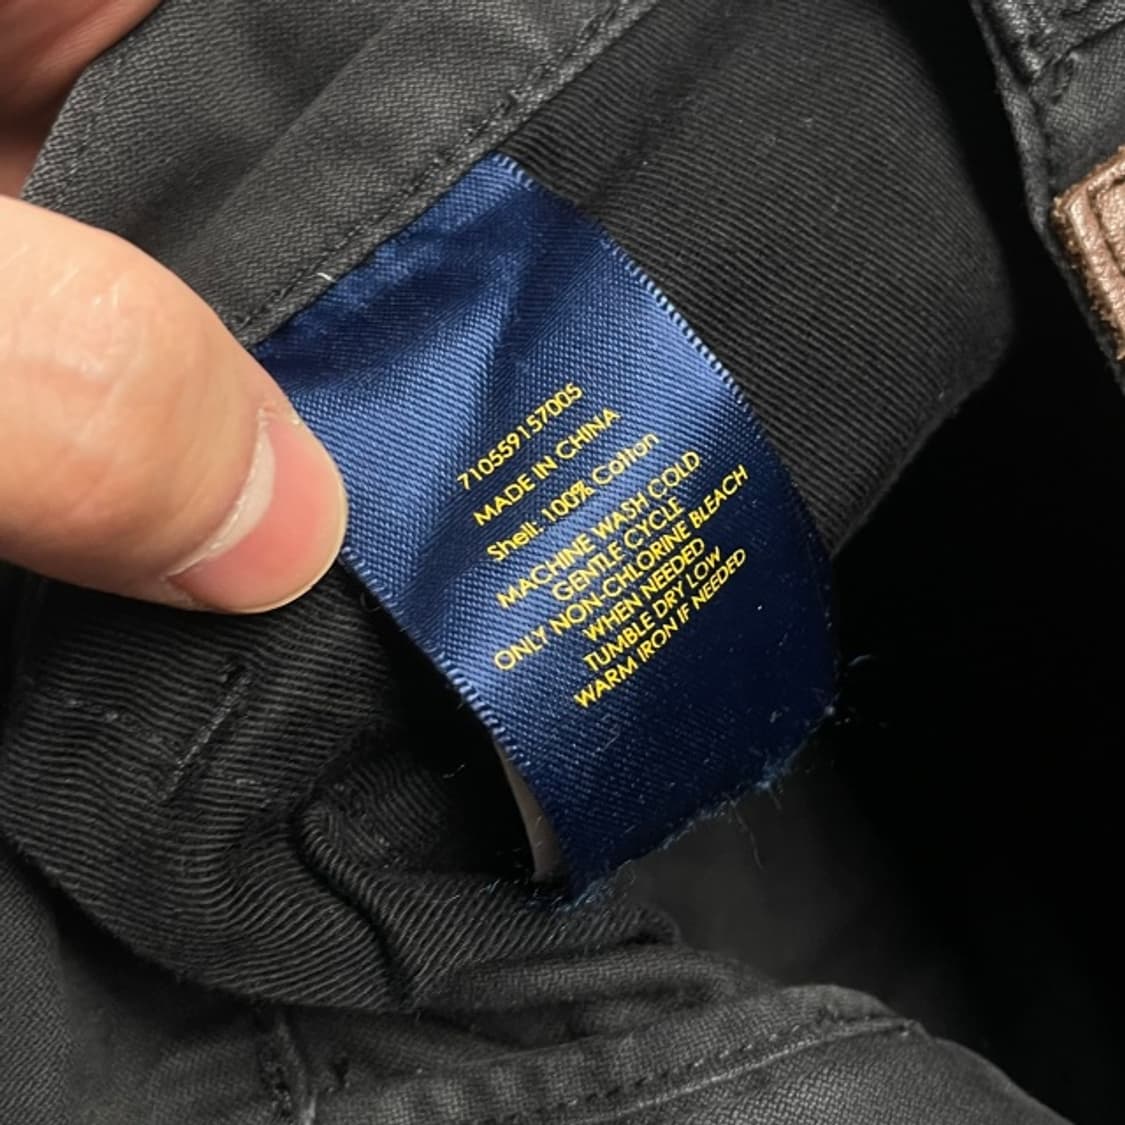 710559157005
MADE IN CHINA
Shell: 100% Cotton
MACHINE WASH COLD
GENTLE CYCLE
ONLY NON-CHLORINE BLEACH
WHEN NEEDED
TUMBLE DRY LOW
WARM IRON IF NEEDED